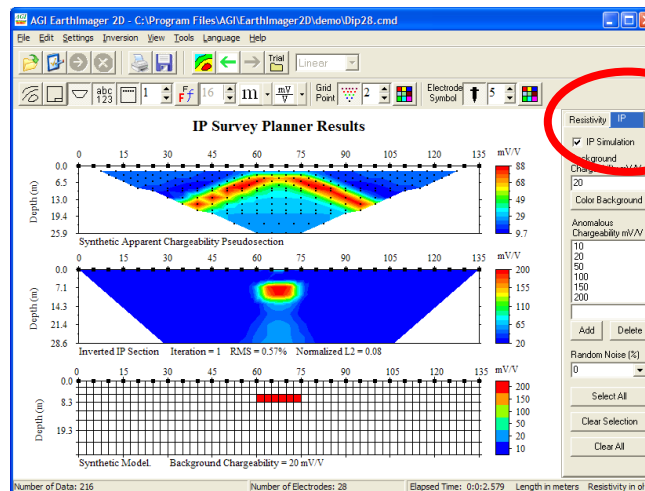 AGI EarthImager 2D - C:\Program Files\AGI\EarthImager2D\demo\Dip28.cmd
File Edit Settings Inversion View Tools Language Help
Trial Linear
abc 123 1 Ff 16 m mV V Grid Point 2 Electrode Symbol 5
IP Survey Planner Results
0 15 30 45 60 75 90 105 120 135 mV/V
0.0 6.5 13.0 19.4 25.9
Depth (m)
88 68 49 29 9.7
Synthetic Apparent Chargeability Pseudosection
0 15 30 45 60 75 90 105 120 135 mV/V
0.0 7.1 14.3 21.4 28.6
Depth (m)
200 155 110 65 20
Inverted IP Section Iteration = 1 RMS = 0.57% Normalized L2 = 0.08
0 15 30 45 60 75 90 105 120 135 mV/V
0.0 8.3 19.3
Depth (m)
200 150 100 50 20 10
Synthetic Model. Background Chargeability = 20 mV/V
Resistivity IP
IP Simulation
Background
20
Color Background
Anomalous
Chargeability mV/V
10
20
50
100
150
200
Add Delete
Random Noise (%)
0
Select All
Clear Selection
Clear All
Number of Data: 216 Number of Electrodes: 28 Elapsed Time: 0:0:2.579 Length in meters Resistivity in